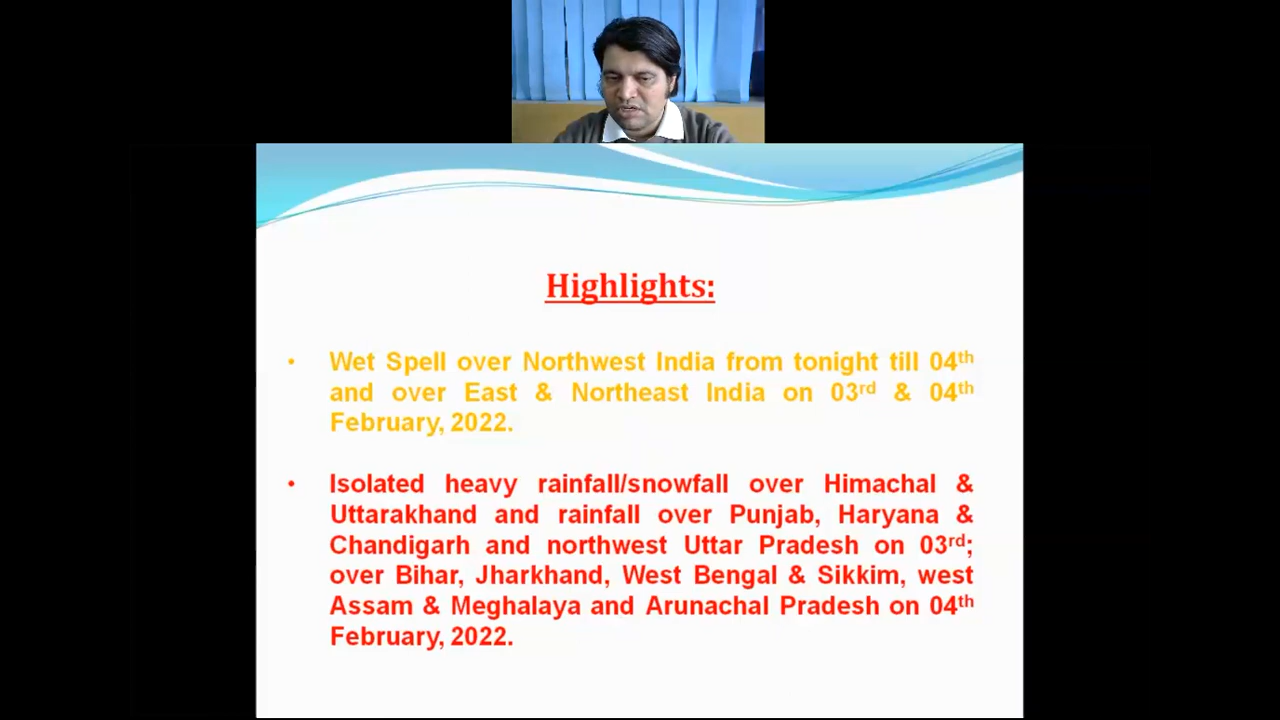 Highlights:
• Wet Spell over Northwest India from tonight till 04th
and over East & Northeast India on 03rd & 04th
February, 2022.
• Isolated heavy rainfall/snowfall over Himachal &
Uttarakhand and rainfall over Punjab, Haryana &
Chandigarh and northwest Uttar Pradesh on 03rd;
over Bihar, Jharkhand, West Bengal & Sikkim, west
Assam & Meghalaya and Arunachal Pradesh on 04th
February, 2022.